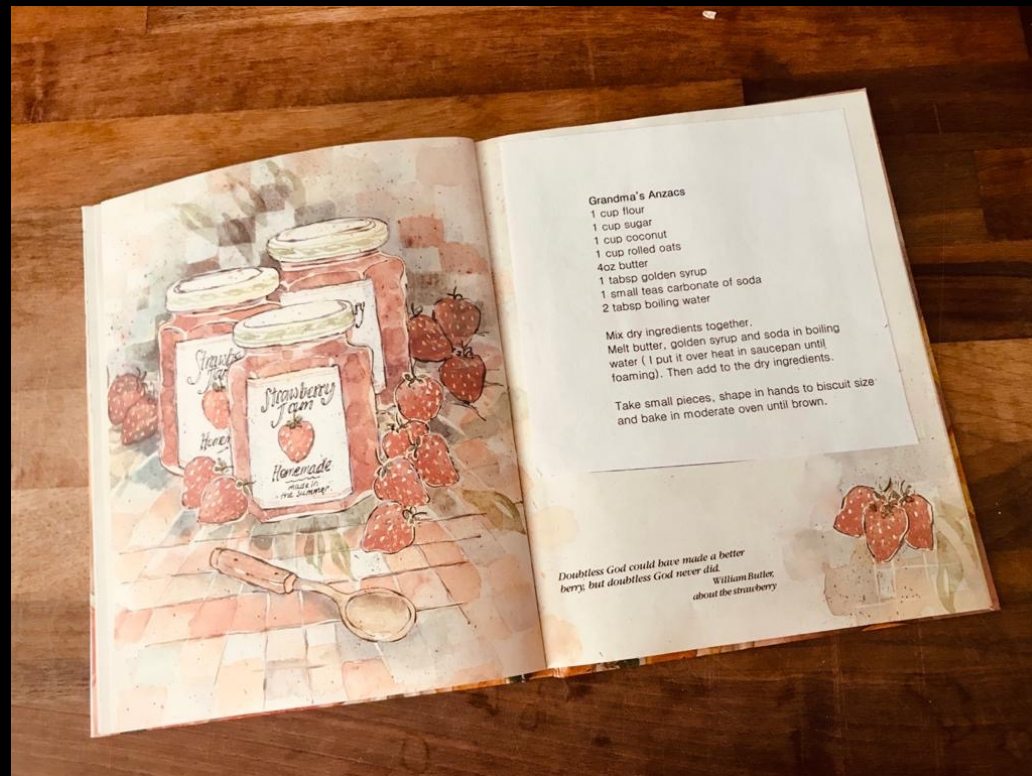 Strawbe
Homem
ry
Strawberry
Jam
Homemade
made in
the summer
Grandma's Anzacs
1 cup flour
1 cup sugar
1 cup coconut
1 cup rolled oats
4oz butter
1 tabsp golden syrup
1 small teas carbonate of soda
2 tabsp boiling water
Mix dry ingredients together.
Melt butter, golden syrup and soda in boiling
water ( I put it over heat in saucepan until
foaming). Then add to the dry ingredients.
Take small pieces, shape in hands to biscuit size
and bake in moderate oven until brown.
Doubtless God could have made a better
berry, but doubtless God never did.
William Butler,
about the strawberry